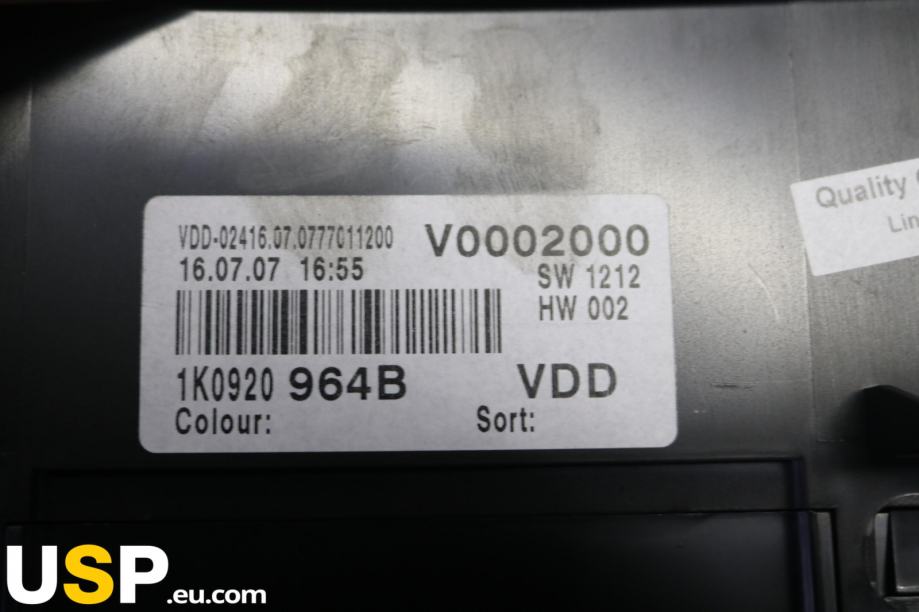 VDD-02416.07.0777011200 V0002000
16.07.07 16:55 SW 1212
HW 002
1K0920 964B VDD
Colour: Sort:
Quality
USP.eu.com